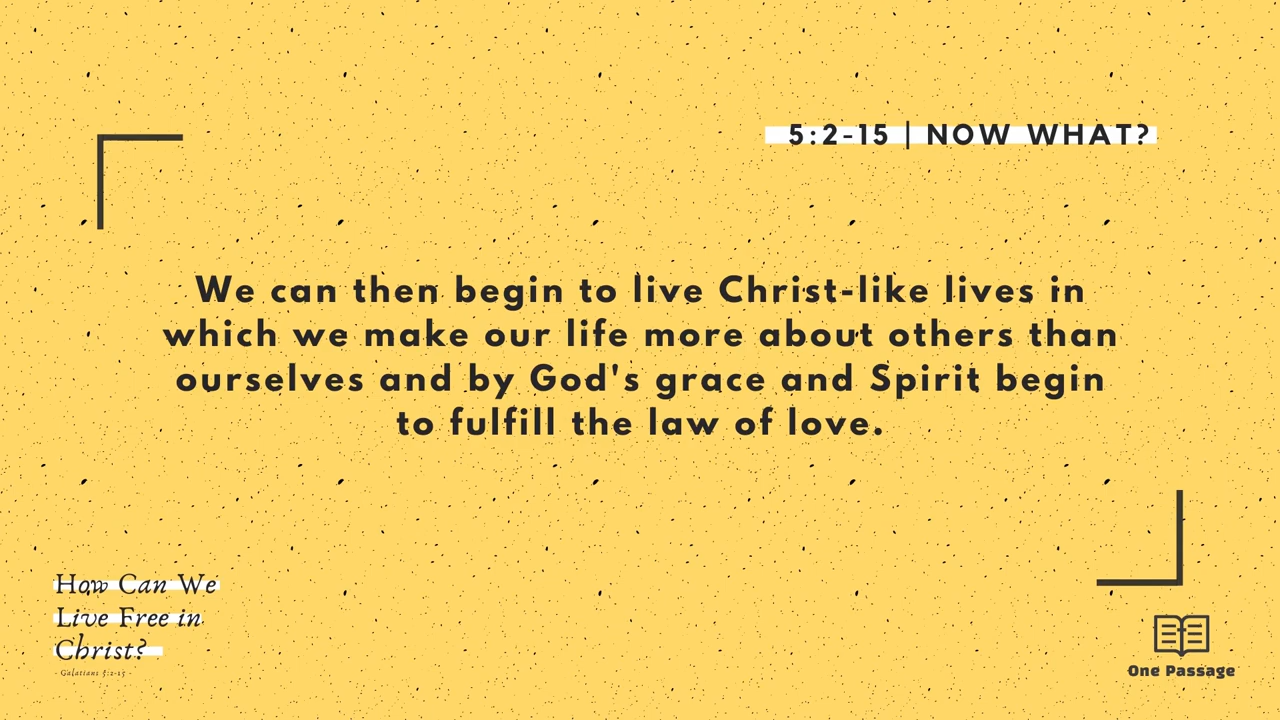 5:2-15 | NOW WHAT?
We can then begin to live Christ-like lives in
which we make our life more about others than
ourselves and by God's grace and Spirit begin
to fulfill the law of love.
How Can We
Live Free in
Christ?
- Galatians 5:2-15 -
One Passage